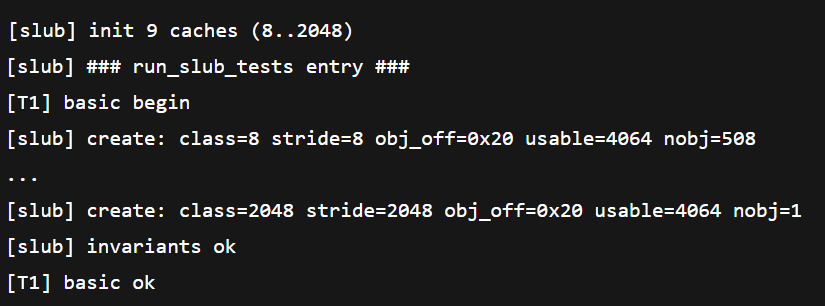 [slub] init 9 caches (8..2048)
[slub] ### run_slub_tests entry ###
[T1] basic begin
[slub] create: class=8 stride=8 obj_off=0x20 usable=4064 nobj=508
...
[slub] create: class=2048 stride=2048 obj_off=0x20 usable=4064 nobj=1
[slub] invariants ok
[T1] basic ok